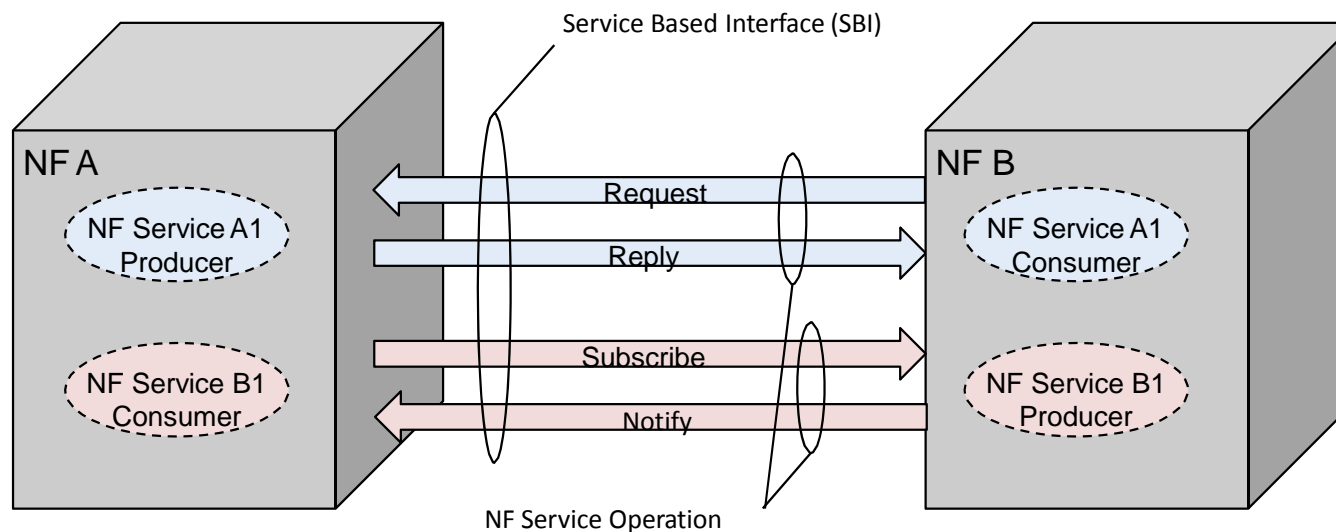 Service Based Interface (SBI)
NF A
NF B
Request
NF Service A1
Producer
NF Service A1
Consumer
Reply
Subscribe
NF Service B1
Consumer
NF Service B1
Producer
Notify
NF Service Operation